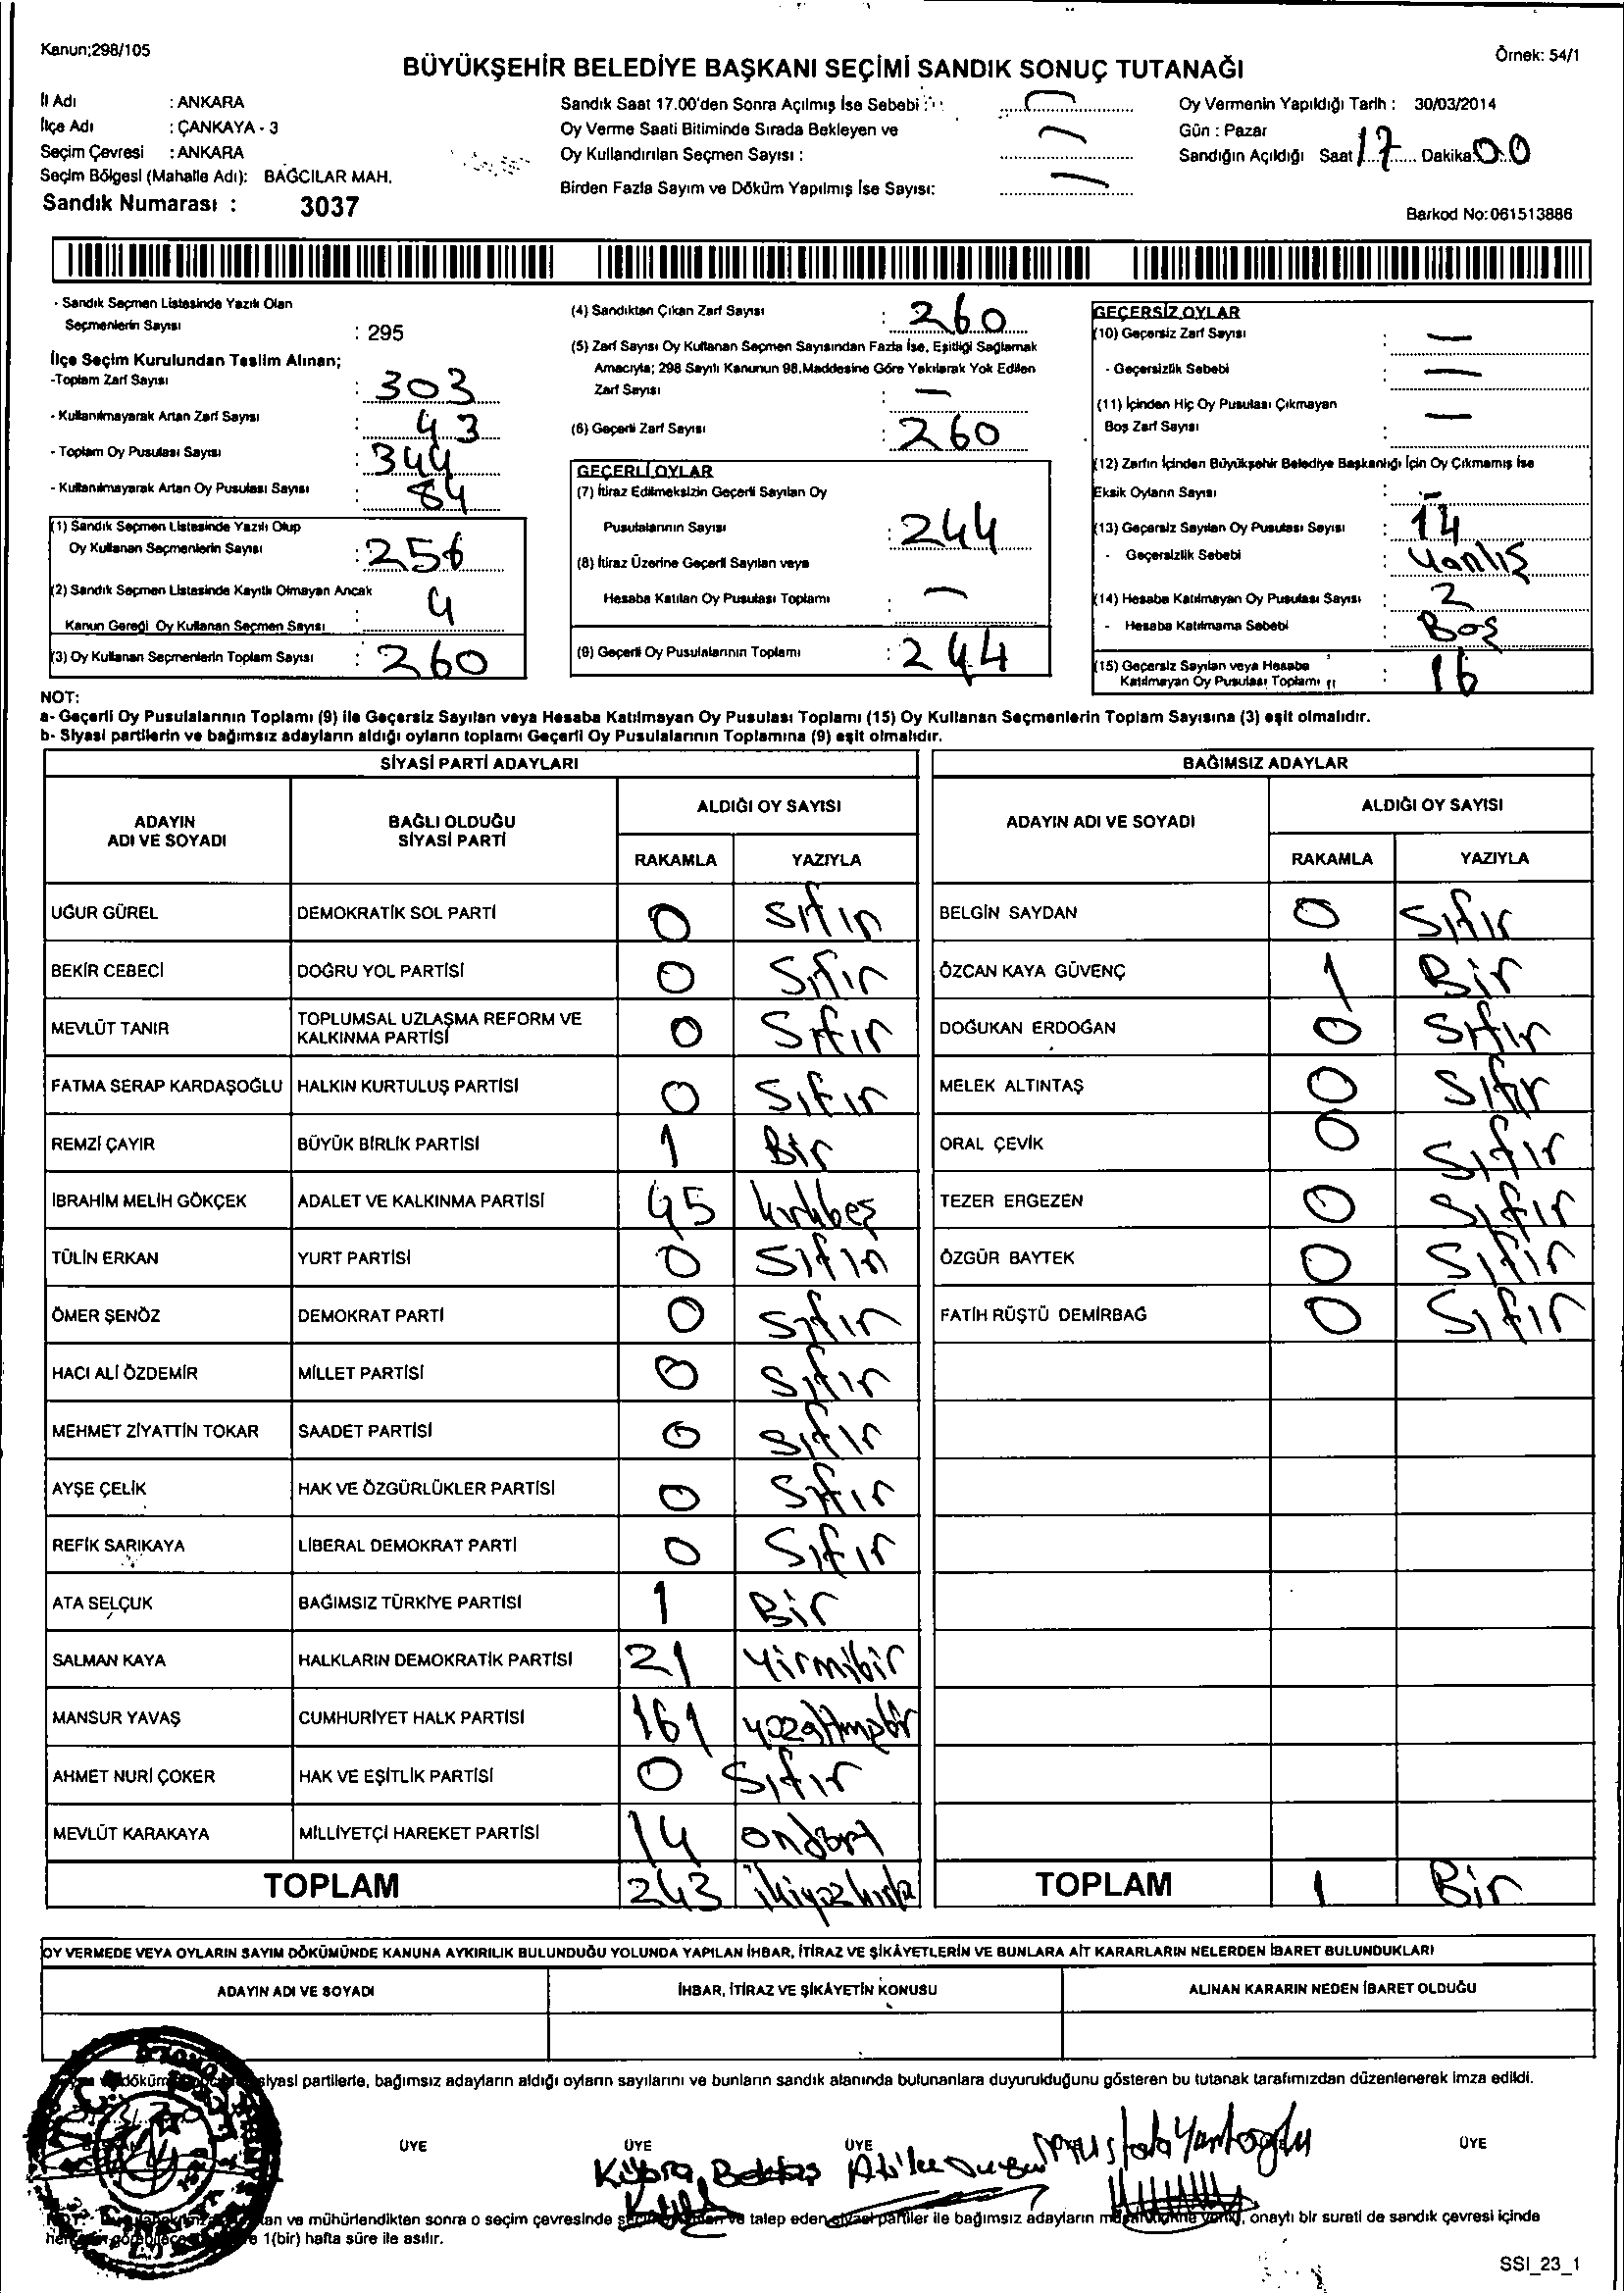 Kanun;298/105
Örnek: 54/1
BÜYÜKŞEHİR BELEDİYE BAŞKANI SEÇİMİ SANDIK SONUÇ TUTANAĞI
İl Adı : ANKARA
İlçe Adı : ÇANKAYA - 3
Seçim Çevresi : ANKARA
Seçim Bölgesi (Mahalle Adı): BAĞCILAR MAH.
Sandık Numarası : 3037
Sandık Saat 17.00'den Sonra Açılmış İse Sebebi : —
Oy Verme Saati Bitiminde Sırada Bekleyen ve
Oy Kullandırılan Seçmen Sayısı : —
Birden Fazla Sayım ve Döküm Yapılmış İse Sayısı: —
Oy Vermenin Yapıldığı Tarih : 30/03/2014
Gün : Pazar
Sandığın Açıldığı Saat 17 Dakika 00
Barkod No:061513886
- Sandık Seçmen Listesinde Yazılı Olan
Seçmenlerin Sayısı : 295
İlçe Seçim Kurulundan Teslim Alınan;
-Toplam Zarf Sayısı : 303
- Kullanılmayarak Artan Zarf Sayısı : 43
- Toplam Oy Pusulası Sayısı : 344
- Kullanılmayarak Artan Oy Pusulası Sayısı : 84
(1) Sandık Seçmen Listesinde Yazılı Olup
Oy Kullanan Seçmenlerin Sayısı : 256
(2) Sandık Seçmen Listesinde Kayıtlı Olmayan Ancak
Kanun Gereği Oy Kullanan Seçmen Sayısı : 4
(3) Oy Kullanan Seçmenlerin Toplam Sayısı : 260
(4) Sandıktan Çıkan Zarf Sayısı : 260
(5) Zarf Sayısı Oy Kullanan Seçmen Sayısından Fazla İse, Eşitliği Sağlamak
Amacıyla; 298 Sayılı Kanunun 98.Maddesine Göre Yakılarak Yok Edilen
Zarf Sayısı : —
(6) Geçerli Zarf Sayısı : 260
GEÇERLİ OYLAR
(7) İtiraz Edilmeksizin Geçerli Sayılan Oy
Pusulalarının Sayısı : 244
(8) İtiraz Üzerine Geçerli Sayılan veya
Hesaba Katılan Oy Pusulası Toplamı : —
(9) Geçerli Oy Pusulalarının Toplamı : 244
GEÇERSİZ OYLAR
(10) Geçersiz Zarf Sayısı : —
- Geçersizlik Sebebi : —
(11) İçinden Hiç Oy Pusulası Çıkmayan
Boş Zarf Sayısı : —
(12) Zarfın İçinden Büyükşehir Belediye Başkanlığı İçin Oy Çıkmamış İse
Eksik Oyların Sayısı : —
(13) Geçersiz Sayılan Oy Pusulası Sayısı : 14
- Geçersizlik Sebebi : Yanlış
(14) Hesaba Katılmayan Oy Pusulası Sayısı : 2
- Hesaba Katılmama Sebebi : Boş
(15) Geçersiz Sayılan veya Hesaba
Katılmayan Oy Pusulası Toplamı : 16
NOT:
a- Geçerli Oy Pusulalarının Toplamı (9) ile Geçersiz Sayılan veya Hesaba Katılmayan Oy Pusulası Toplamı (15) Oy Kullanan Seçmenlerin Toplam Sayısına (3) eşit olmalıdır.
b- Siyasi partilerin ve bağımsız adayların aldığı oyların toplamı Geçerli Oy Pusulalarının Toplamına (9) eşit olmalıdır.
SİYASİ PARTİ ADAYLARI
ADAYIN ADI VE SOYADI BAĞLI OLDUĞU SİYASİ PARTİ ALDIĞI OY SAYISI
RAKAMLA YAZIYLA
UĞUR GÜREL DEMOKRATİK SOL PARTİ 0 Sıfır
BEKİR CEBECİ DOĞRU YOL PARTİSİ 0 Sıfır
MEVLÜT TANIR TOPLUMSAL UZLAŞMA REFORM VE KALKINMA PARTİSİ 0 Sıfır
FATMA SERAP KARDAŞOĞLU HALKIN KURTULUŞ PARTİSİ 0 Sıfır
REMZİ ÇAYIR BÜYÜK BİRLİK PARTİSİ 1 Bir
İBRAHİM MELİH GÖKÇEK ADALET VE KALKINMA PARTİSİ 45 kırkbeş
TÜLİN ERKAN YURT PARTİSİ 0 Sıfır
ÖMER ŞENÖZ DEMOKRAT PARTİ 0 Sıfır
HACI ALİ ÖZDEMİR MİLLET PARTİSİ 0 Sıfır
MEHMET ZİYATTİN TOKAR SAADET PARTİSİ 0 Sıfır
AYŞE ÇELİK HAK VE ÖZGÜRLÜKLER PARTİSİ 0 Sıfır
REFİK SARIKAYA LİBERAL DEMOKRAT PARTİ 0 Sıfır
ATA SELÇUK BAĞIMSIZ TÜRKİYE PARTİSİ 1 Bir
SALMAN KAYA HALKLARIN DEMOKRATİK PARTİSİ 21 Yirmibir
MANSUR YAVAŞ CUMHURİYET HALK PARTİSİ 161 yüzaltmışbir
AHMET NURİ ÇOKER HAK VE EŞİTLİK PARTİSİ 0 Sıfır
MEVLÜT KARAKAYA MİLLİYETÇİ HAREKET PARTİSİ 14 ondört
TOPLAM 243
BAĞIMSIZ ADAYLAR
ADAYIN ADI VE SOYADI ALDIĞI OY SAYISI
RAKAMLA YAZIYLA
BELGİN SAYDAN 0 Sıfır
ÖZCAN KAYA GÜVENÇ 1 Bir
DOĞUKAN ERDOĞAN 0 Sıfır
MELEK ALTINTAŞ 0 Sıfır
ORAL ÇEVİK 0 Sıfır
TEZER ERGEZEN 0 Sıfır
ÖZGÜR BAYTEK 0 Sıfır
FATİH RÜŞTÜ DEMİRBAĞ 0 Sıfır
TOPLAM 1 Bir
OY VERMEDE VEYA OYLARIN SAYIM DÖKÜMÜNDE KANUNA AYKIRILIK BULUNDUĞU YOLUNDA YAPILAN İHBAR, İTİRAZ VE ŞİKÂYETLERİN VE BUNLARA AİT KARARLARIN NELERDEN İBARET BULUNDUKLARI
ADAYIN ADI VE SOYADI İHBAR, İTİRAZ VE ŞİKÂYETİN KONUSU ALINAN KARARIN NEDEN İBARET OLDUĞU
siyasi partilerle, bağımsız adayların aldığı oyların sayılarını ve bunların sandık alanında bulunanlara duyurulduğunu gösteren bu tutanak tarafımızdan düzenlenerek imza edildi.
ÜYE ÜYE ÜYE ÜYE
Kübra Bektaş
ve mühürlendikten sonra o seçim çevresinde talep eden siyasi partiler ile bağımsız adayların onaylı bir sureti de sandık çevresi içinde
1(bir) hafta süre ile asılır.
SSI_23_1